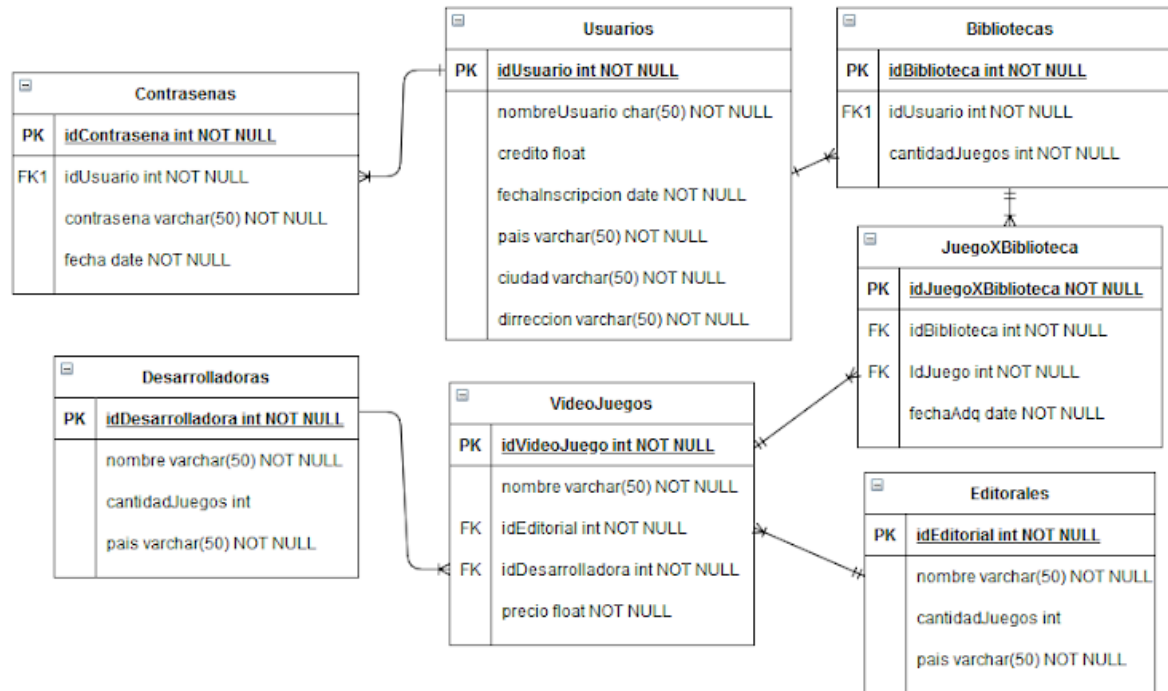 Contrasenas
PK idContrasena int NOT NULL
FK1 idUsuario int NOT NULL
contrasena varchar(50) NOT NULL
fecha date NOT NULL
Usuarios
PK idUsuario int NOT NULL
nombreUsuario char(50) NOT NULL
credito float
fechaInscripcion date NOT NULL
pais varchar(50) NOT NULL
ciudad varchar(50) NOT NULL
dirreccion varchar(50) NOT NULL
Bibliotecas
PK idBiblioteca int NOT NULL
FK1 idUsuario int NOT NULL
cantidadJuegos int NOT NULL
JuegoXBiblioteca
PK idJuegoXBiblioteca NOT NULL
FK idBiblioteca int NOT NULL
FK IdJuego int NOT NULL
fechaAdq date NOT NULL
Desarrolladoras
PK idDesarrolladora int NOT NULL
nombre varchar(50) NOT NULL
cantidadJuegos int
pais varchar(50) NOT NULL
VideoJuegos
PK idVideoJuego int NOT NULL
nombre varchar(50) NOT NULL
FK idEditorial int NOT NULL
FK idDesarrolladora int NOT NULL
precio float NOT NULL
Editorales
PK idEditorial int NOT NULL
nombre varchar(50) NOT NULL
cantidadJuegos int
pais varchar(50) NOT NULL